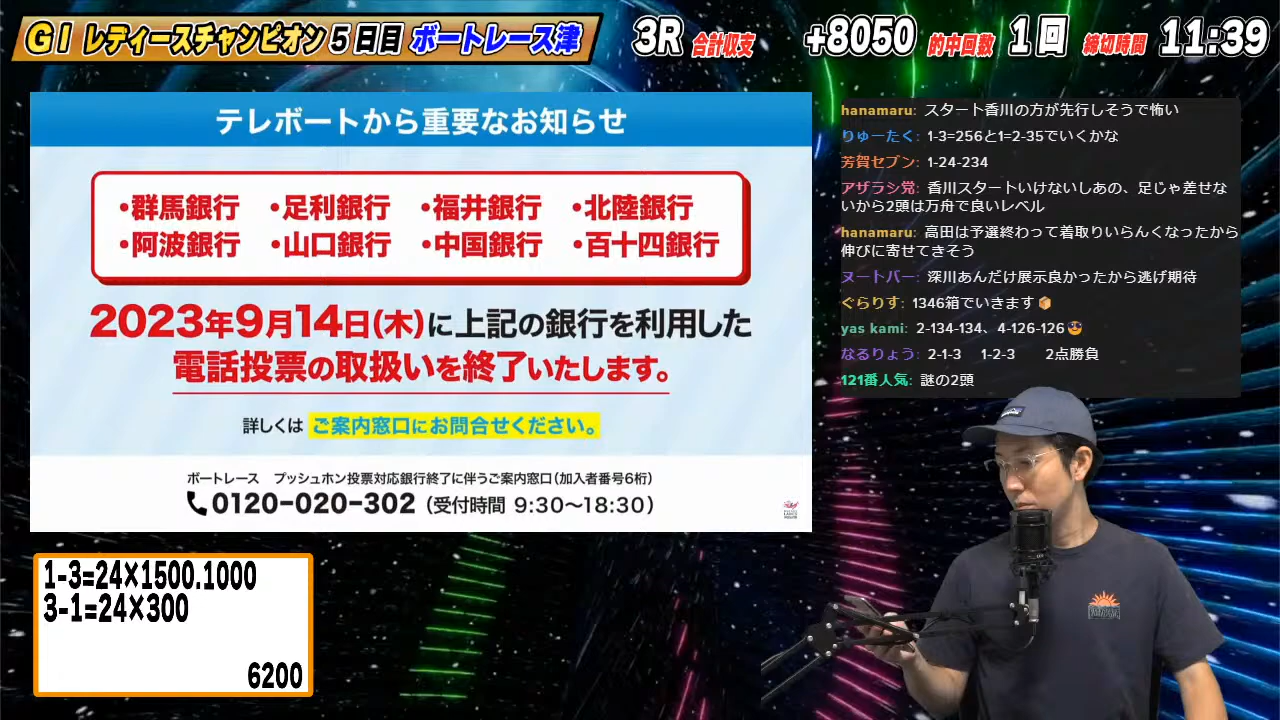 GI レディースチャンピオン 5日目 ボートレース津
3R 合計収支 +8050 的中回数 1回 締切時間 11:39
テレボートから重要なお知らせ
・群馬銀行 ・足利銀行 ・福井銀行 ・北陸銀行
・阿波銀行 ・山口銀行 ・中国銀行 ・百十四銀行
2023年9月14日(木)に上記の銀行を利用した
電話投票の取扱いを終了いたします。
詳しくは ご案内窓口にお問合せください。
ボートレース プッシュホン投票対応銀行終了に伴うご案内窓口(加入者番号6桁)
0120-020-302 (受付時間 9:30〜18:30)
hanamaru: スタート香川の方が先行しそうで怖い
りゅーたく: 1-3=256と1=2-35でいくかな
芳賀セブン: 1-24-234
アザラシ党: 香川スタートいけないしあの、足じゃ差せな
いから2頭は万舟で良いレベル
hanamaru: 高田は予選終わって着取りいらんくなったから
伸びに寄せてきそう
ヌートバー: 深川あんだけ展示良かったから逃げ期待
ぐらりす: 1346箱でいきます📦
yas kami: 2-134-134、4-126-126
なるりょう: 2-1-3 1-2-3 2点勝負
121番人気: 謎の2頭
1-3=24×1500.1000
3-1=24×300
6200